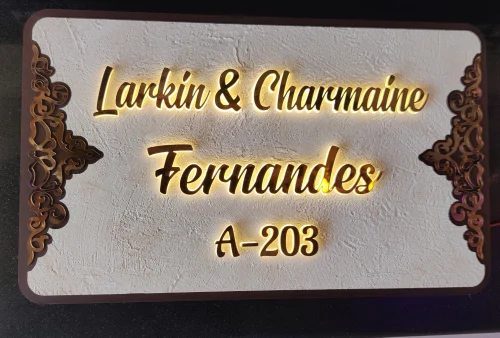 Larkin & Charmaine
Fernandes
A-203